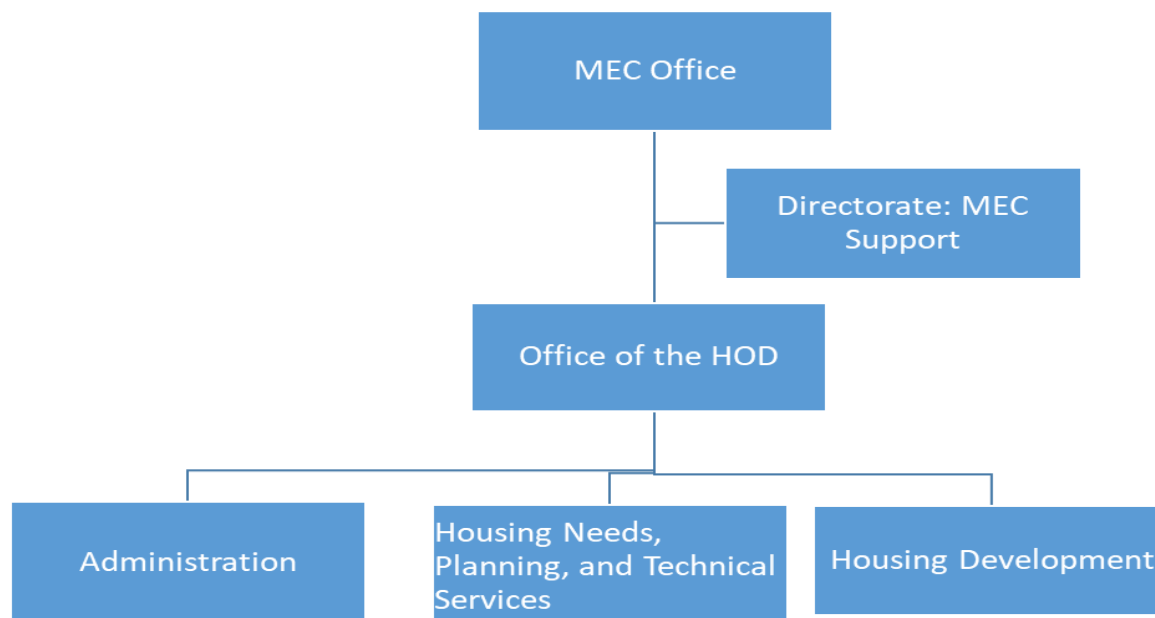 MEC Office
Directorate: MEC
Support
Office of the HOD
Administration
Housing Needs,
Planning, and Technical
Services
Housing Development